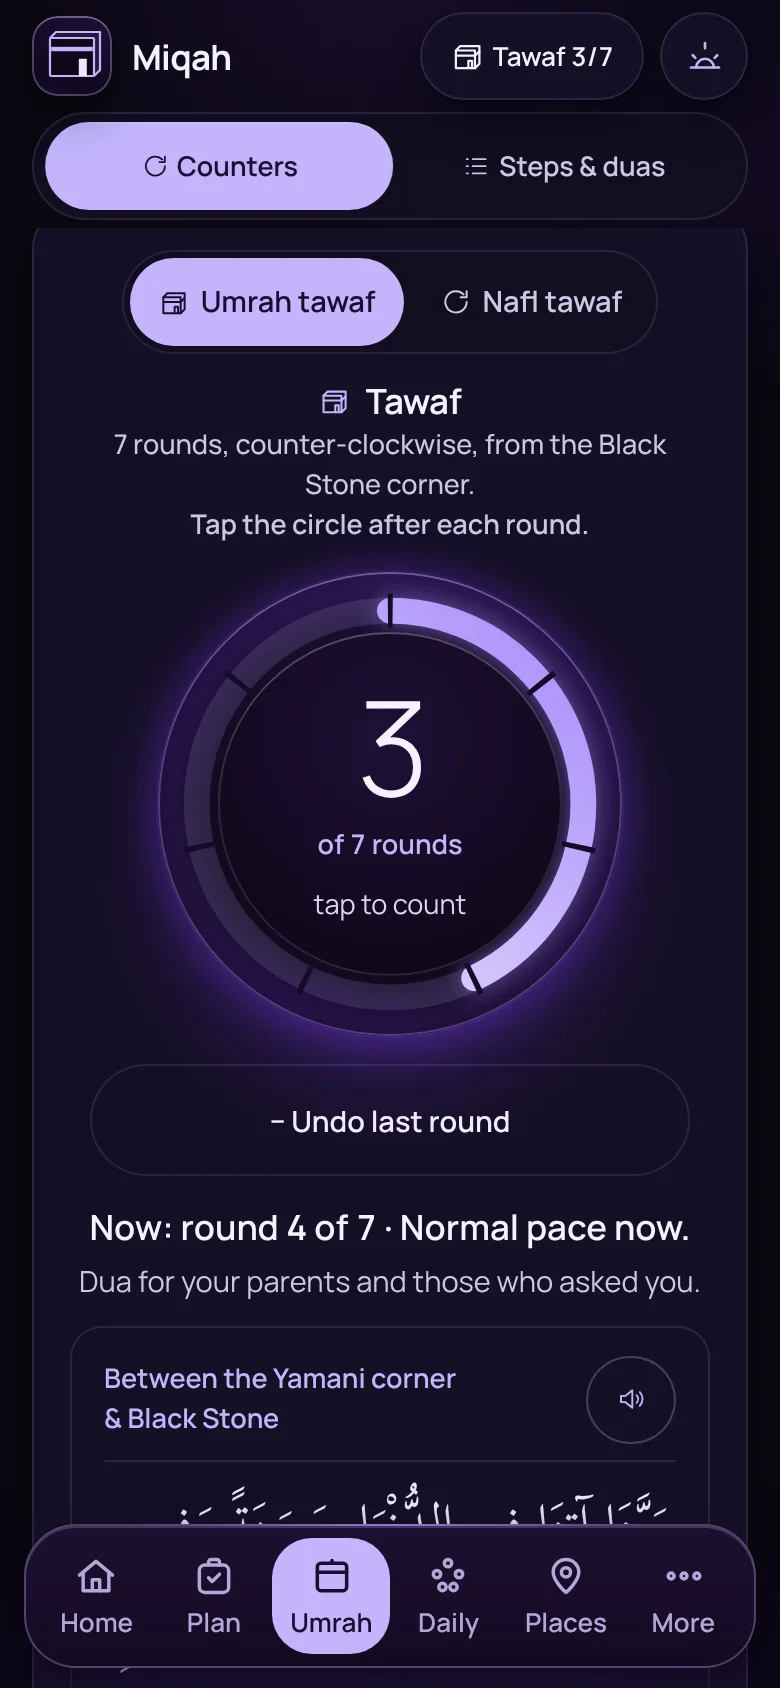 Miqah
Tawaf 3/7
Counters
Steps & duas
Umrah tawaf
Nafl tawaf
Tawaf
7 rounds, counter-clockwise, from the Black
Stone corner.
Tap the circle after each round.
3
of 7 rounds
tap to count
− Undo last round
Now: round 4 of 7 · Normal pace now.
Dua for your parents and those who asked you.
Between the Yamani corner
& Black Stone
Home
Plan
Umrah
Daily
Places
More